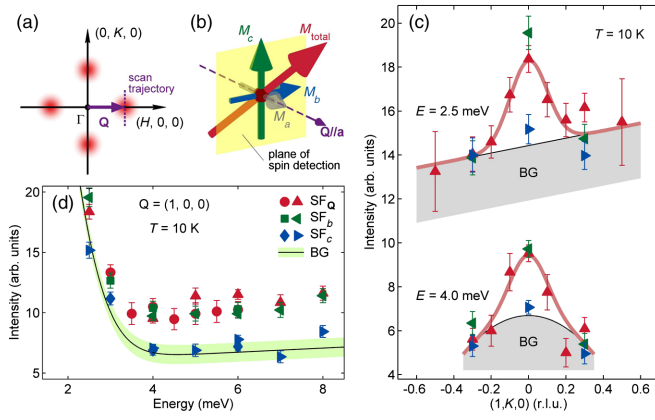 (a)
(0, K, 0)
scan
trajectory
Γ
Q
(H, 0, 0)
(b)
M_c
M_total
M_b
M_a
Q//a
plane of
spin detection
(c)
T = 10 K
E = 2.5 meV
BG
E = 4.0 meV
BG
Intensity (arb. units)
20
18
16
14
12
10
8
6
4
-0.6
-0.4
-0.2
0.0
0.2
0.4
0.6
(1,K,0) (r.l.u.)
(d)
Q = (1, 0, 0)
T = 10 K
SF_Q
SF_b
SF_c
BG
Intensity (arb. units)
20
15
10
5
2
4
6
8
Energy (meV)